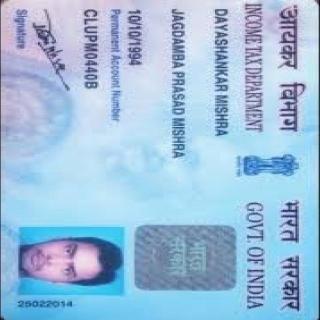 आयकर विभाग
INCOME TAX DEPARTMENT
भारत सरकार
GOVT. OF INDIA
DAYASHANKAR MISHRA
JAGDAMBA PRASAD MISHRA
10/10/1994
Permanent Account Number
CLUPM0440B
Signature
भारत
सरकार
25022014